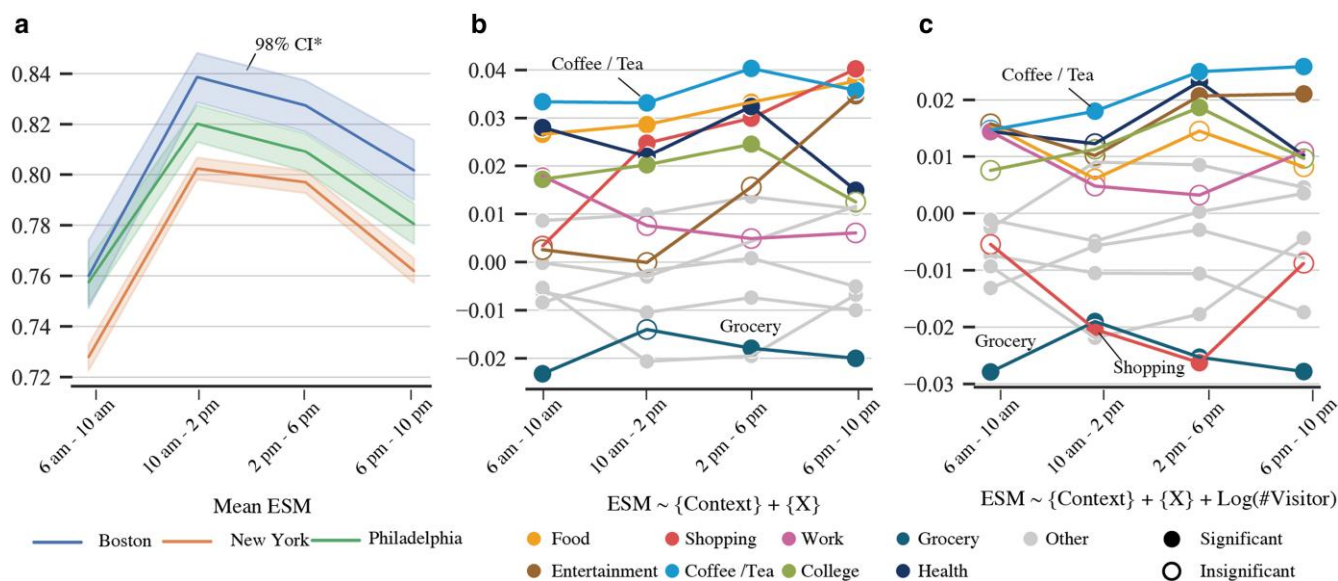 a
98% CI*
0.84
0.82
0.80
0.78
0.76
0.74
0.72
6 am - 10 am
10 am - 2 pm
2 pm - 6 pm
6 pm - 10 pm
Mean ESM
Boston
New York
Philadelphia
b
Coffee / Tea
0.04
0.03
0.02
0.01
0.00
−0.01
−0.02
Grocery
6 am - 10 am
10 am - 2 pm
2 pm - 6 pm
6 pm - 10 pm
ESM ~ {Context} + {X}
c
Coffee / Tea
0.02
0.01
0.00
−0.01
−0.02
−0.03
Grocery
Shopping
6 am - 10 am
10 am - 2 pm
2 pm - 6 pm
6 pm - 10 pm
ESM ~ {Context} + {X} + Log(#Visitor)
Food
Shopping
Work
Grocery
Other
Significant
Entertainment
Coffee /Tea
College
Health
Insignificant